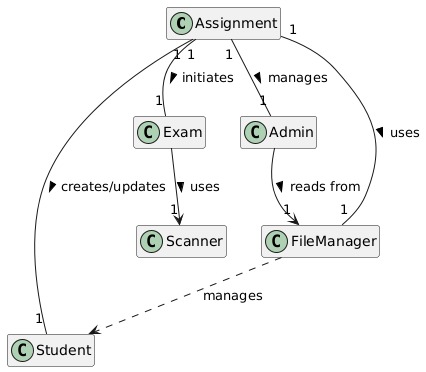 C Assignment
1 1 1 1
initiates
manages
1 1
C Exam
C Admin
uses
creates/updates
uses
reads from
1 1 1
C Scanner
C FileManager
manages
1
C Student